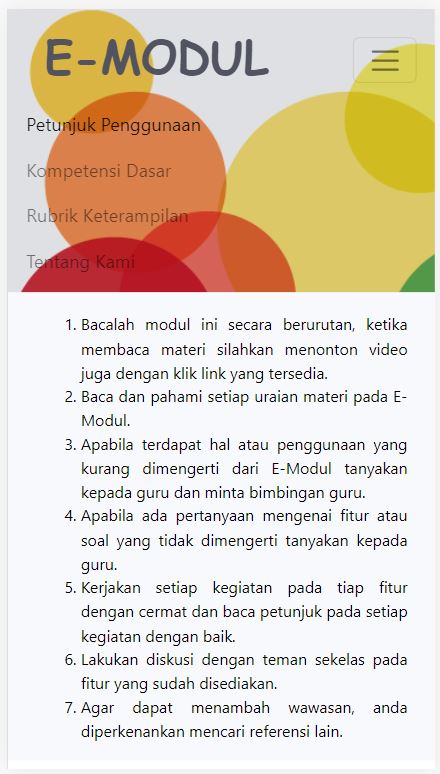 E-MODUL
Petunjuk Penggunaan
Kompetensi Dasar
Rubrik Keterampilan
Tentang Kami
1. Bacalah modul ini secara berurutan, ketika
membaca materi silahkan menonton video
juga dengan klik link yang tersedia.
2. Baca dan pahami setiap uraian materi pada E-
Modul.
3. Apabila terdapat hal atau penggunaan yang
kurang dimengerti dari E-Modul tanyakan
kepada guru dan minta bimbingan guru.
4. Apabila ada pertanyaan mengenai fitur atau
soal yang tidak dimengerti tanyakan kepada
guru.
5. Kerjakan setiap kegiatan pada tiap fitur
dengan cermat dan baca petunjuk pada setiap
kegiatan dengan baik.
6. Lakukan diskusi dengan teman sekelas pada
fitur yang sudah disediakan.
7. Agar dapat menambah wawasan, anda
diperkenankan mencari referensi lain.